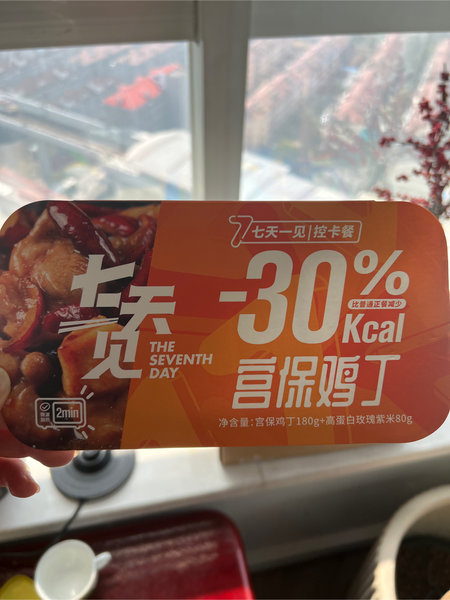 七天一见|控卡餐
-30%
比普通正餐减少
Kcal
七天一见
THE
SEVENTH
DAY
宫保鸡丁
2min
净含量:宫保鸡丁180g+高蛋白玫瑰紫米80g